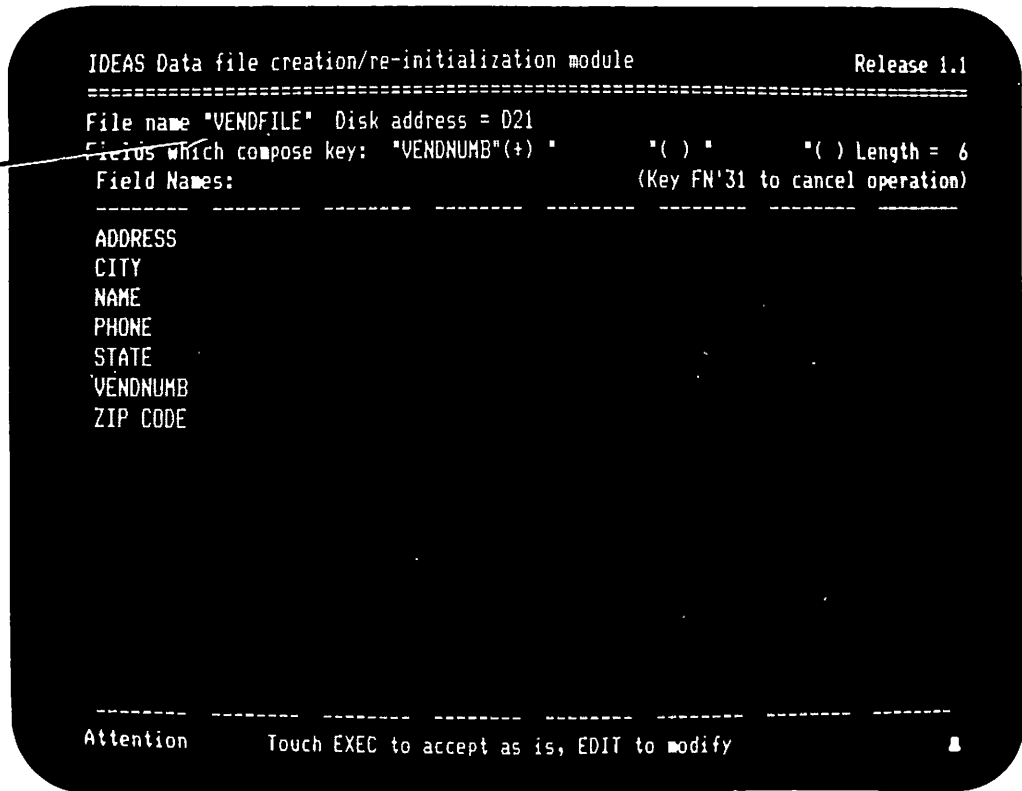 IDEAS Data file creation/re-initialization module Release 1.1
================================================================================
File name "VENDFILE" Disk address = D21
Fields which compose key: "VENDNUMB"(+) " "( ) " "( ) Length = 6
Field Names: (Key FN'31 to cancel operation)
-------- -------- -------- -------- -------- -------- -------- --------
ADDRESS
CITY
NAME
PHONE
STATE
VENDNUMB
ZIP CODE
-------- -------- -------- -------- -------- -------- -------- --------
Attention Touch EXEC to accept as is, EDIT to modify